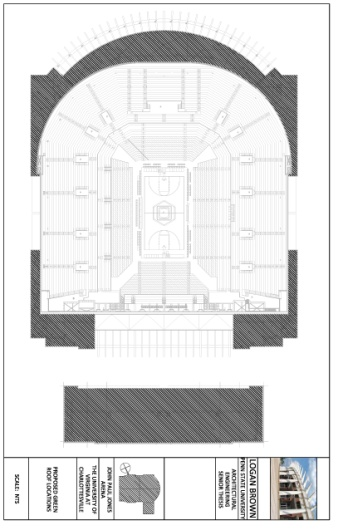 LOGAN BROWN
PENN STATE UNIVERSITY
ARCHITECTURAL
ENGINEERING
SENIOR THESIS
JOHN PAUL JONES
ARENA
THE UNIVERSITY OF
VIRGINIA AT
CHARLOTTESVILLE
PROPOSED GREEN
ROOF LOCATIONS
SCALE: NTS